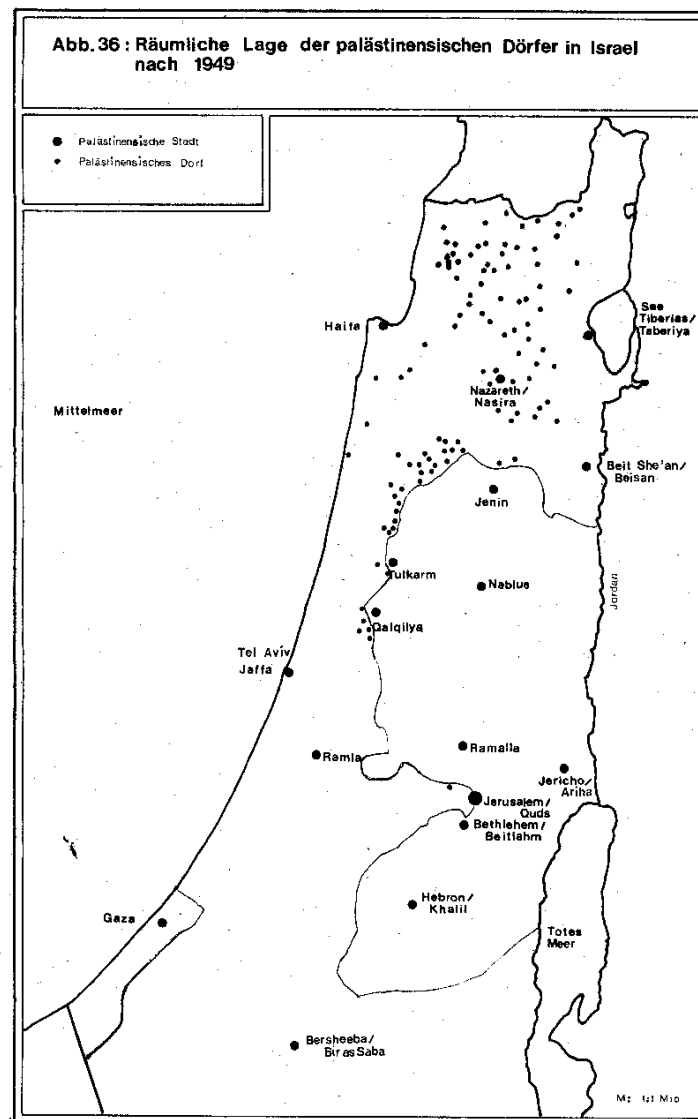 Abb. 36 : Räumliche Lage der palästinensischen Dörfer in Israel
nach 1949
Palästinensische Stadt
Palästinensisches Dorf
Haifa
See
Tiberias/
Taberiya
Nazareth/
Nasira
Mittelmeer
Beit She'an/
Beisan
Jenin
Tulkarm
Nablus
Jordan
Qalqilya
Tel Aviv
Jaffa
Ramla
Ramalla
Jericho/
Ariha
Jerusalem/
Quds
Bethlehem/
Beitlahm
Hebron/
Khalil
Gaza
Totes
Meer
Bersheeba/
Bir as Saba